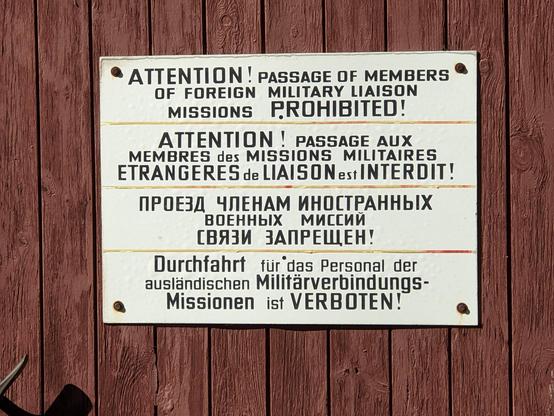 ATTENTION! PASSAGE OF MEMBERS
OF FOREIGN MILITARY LIAISON
MISSIONS PROHIBITED!
ATTENTION! PASSAGE AUX
MEMBRES des MISSIONS MILITAIRES
ETRANGERES de LIAISON est INTERDIT!
ПРОЕЗД ЧЛЕНАМ ИНОСТРАННЫХ
ВОЕННЫХ МИССИЙ
СВЯЗИ ЗАПРЕЩЕН!
Durchfahrt für das Personal der
ausländischen Militärverbindungs-
Missionen ist VERBOTEN!